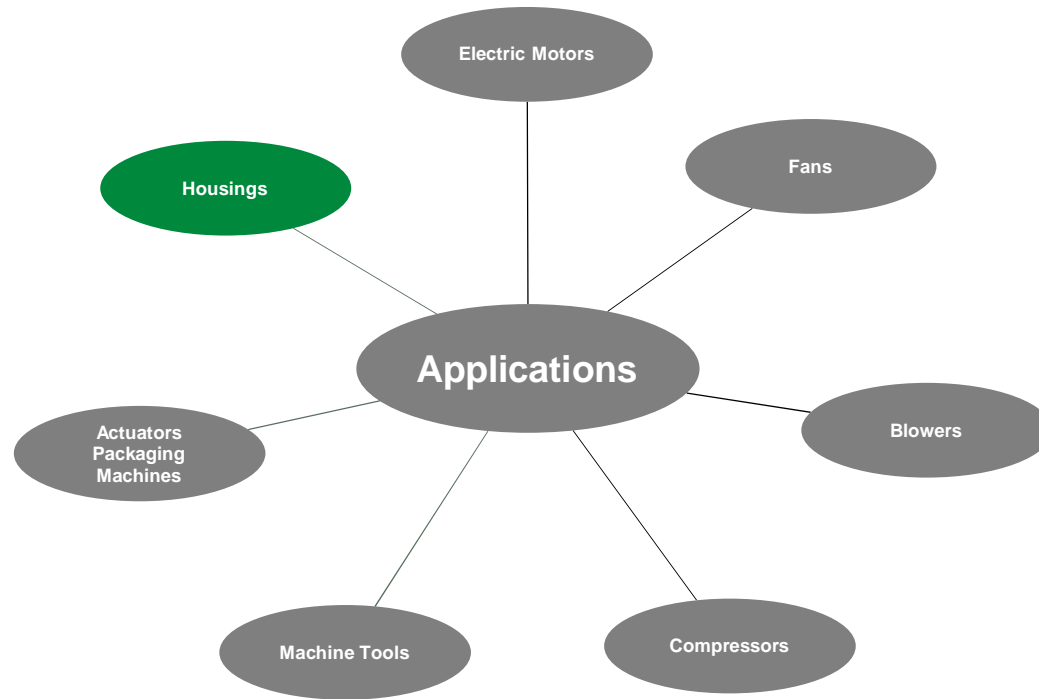 Electric Motors
Fans
Housings
Applications
Blowers
Actuators
Packaging
Machines
Compressors
Machine Tools